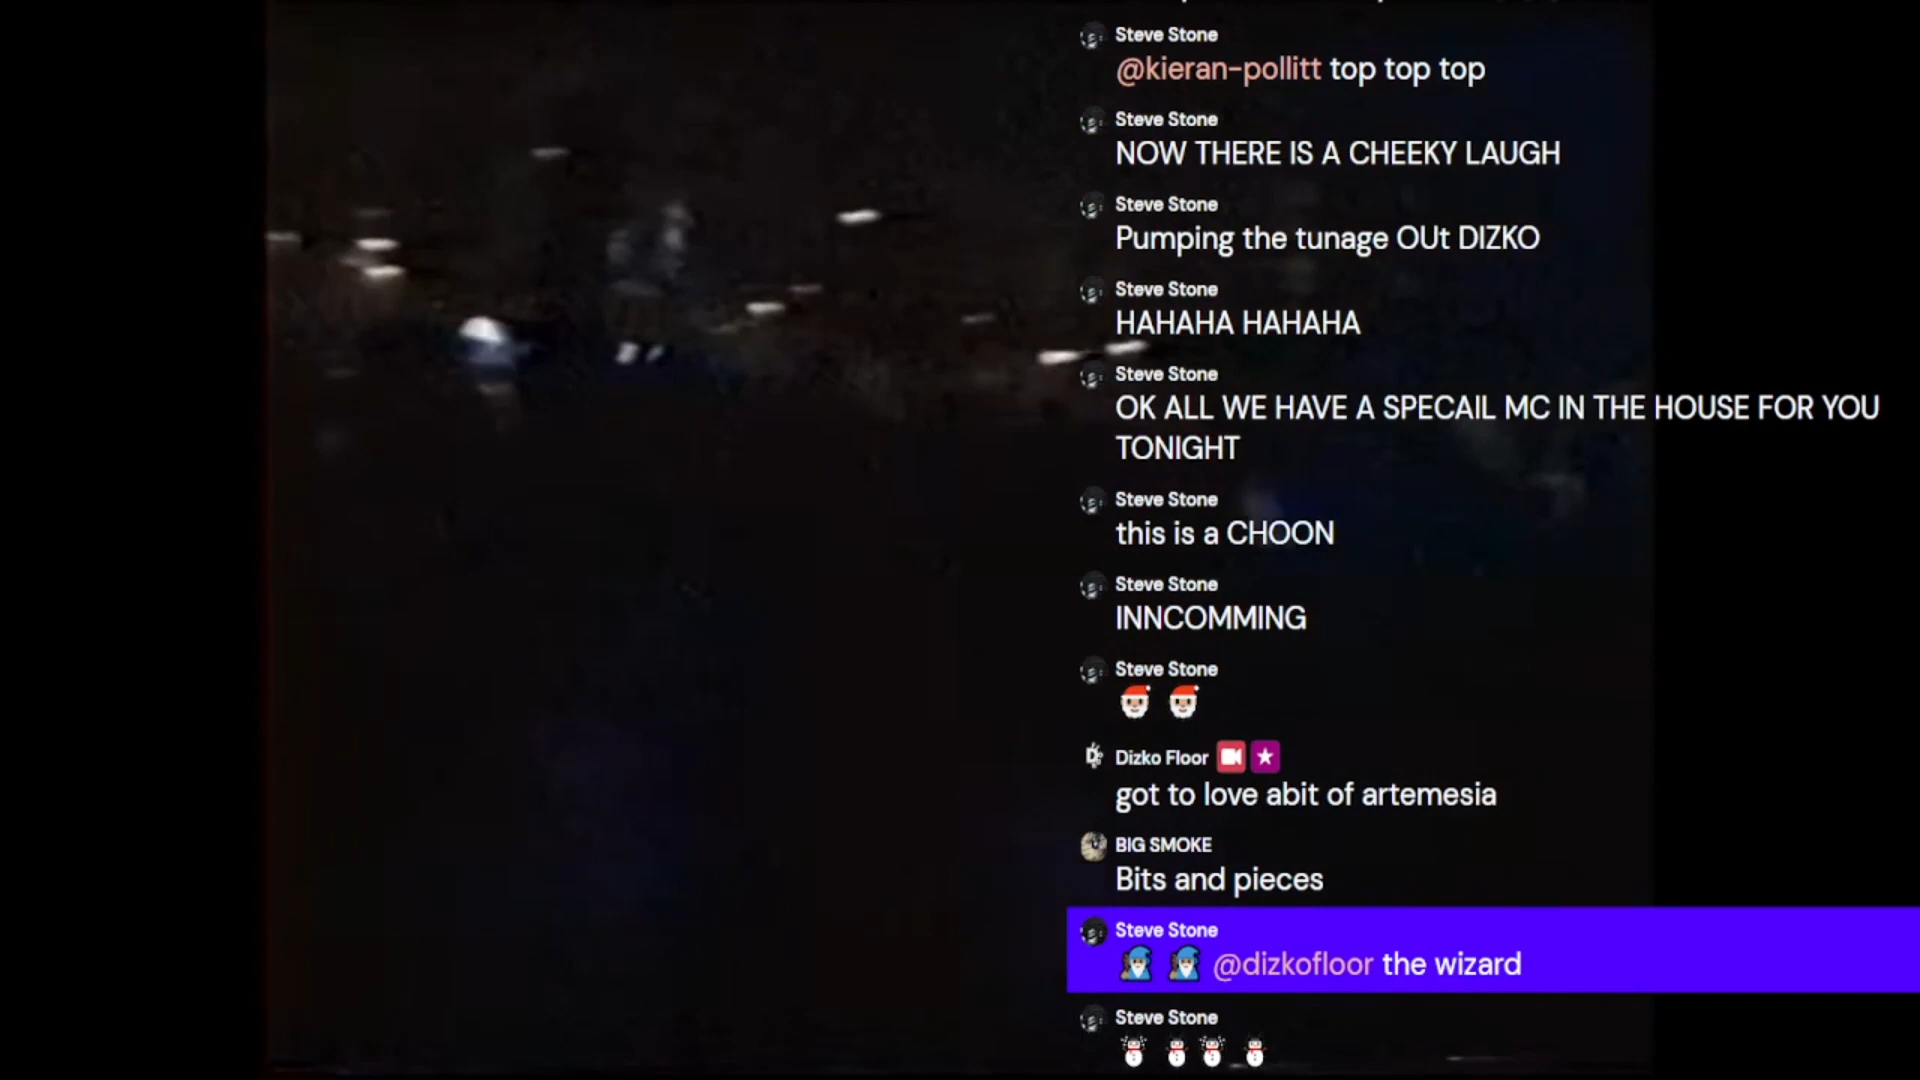 Steve Stone
@kieran-pollitt top top top
Steve Stone
NOW THERE IS A CHEEKY LAUGH
Steve Stone
Pumping the tunage OUt DIZKO
Steve Stone
HAHAHA HAHAHA
Steve Stone
OK ALL WE HAVE A SPECAIL MC IN THE HOUSE FOR YOU
TONIGHT
Steve Stone
this is a CHOON
Steve Stone
INNCOMMING
Steve Stone
🎅🏼 🎅🏼
Dizko Floor
got to love abit of artemesia
BIG SMOKE
Bits and pieces
Steve Stone
@dizkofloor the wizard
Steve Stone